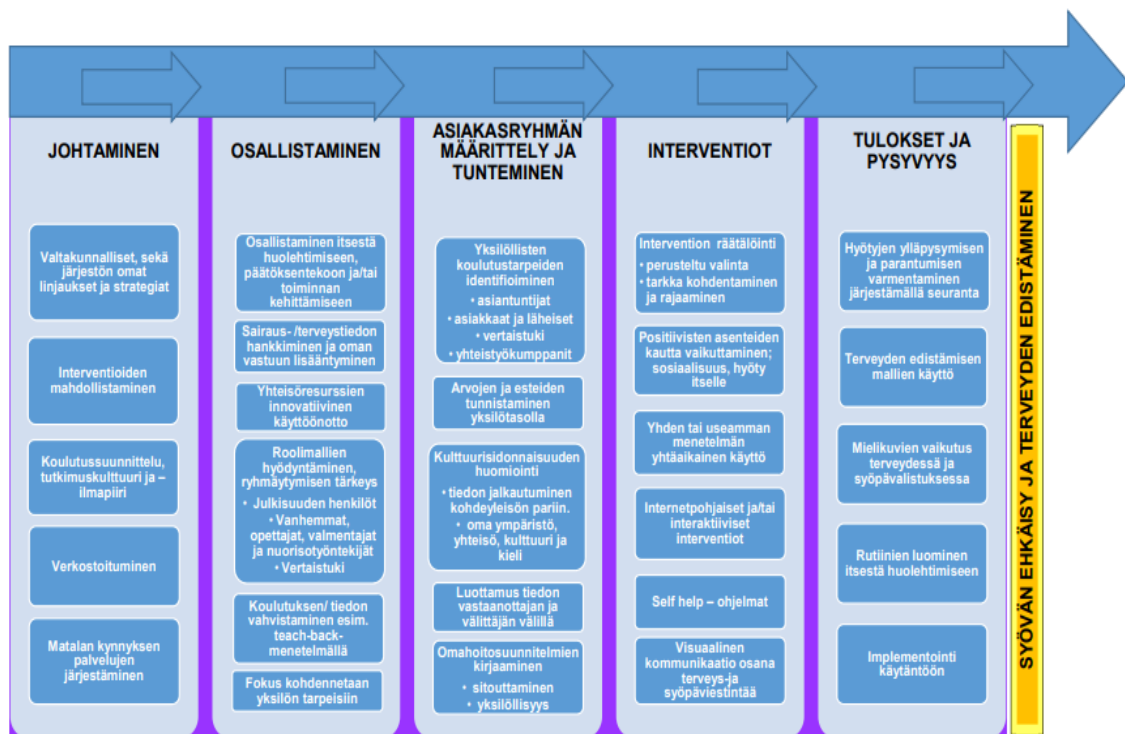 JOHTAMINEN
Valtakunnalliset, sekä
järjestön omat
linjaukset ja strategiat
Interventioiden
mahdollistaminen
Koulutussuunnittelu,
tutkimuskulttuuri ja –
ilmapiiri
Verkostoituminen
Matalan kynnyksen
palvelujen
järjestäminen
OSALLISTAMINEN
Osallistaminen itsestä
huolehtimiseen,
päätöksentekoon ja/tai
toiminnan
kehittämiseen
Sairaus- /terveystiedon
hankkiminen ja oman
vastuun lisääntyminen
Yhteisöresurssien
innovatiivinen
käyttöönotto
Roolimallien
hyödyntäminen,
ryhmäytymisen tärkeys
• Julkisuuden henkilöt
• Vanhemmat,
opettajat, valmentajat
ja nuorisotyöntekijät
• Vertaistuki
Koulutuksen/ tiedon
vahvistaminen esim.
teach-back-
menetelmällä
Fokus kohdennetaan
yksilön tarpeisiin
ASIAKASRYHMÄN
MÄÄRITTELY JA
TUNTEMINEN
Yksilöllisten
koulutustarpeiden
identifioiminen
• asiantuntijat
• asiakkaat ja läheiset
• vertaistuki
• yhteistyökumppanit
Arvojen ja esteiden
tunnistaminen
yksilötasolla
Kulttuurisidonnaisuuden
huomiointi
• tiedon jalkautuminen
kohdeyleisön pariin.
• oma ympäristö,
yhteisö, kulttuuri ja
kieli
Luottamus tiedon
vastaanottajan ja
välittäjän välillä
Omahoitosuunnitelmien
kirjaaminen
• sitouttaminen
• yksilöllisyys
INTERVENTIOT
Intervention räätälöinti
• perusteltu valinta
• tarkka kohdentaminen
ja rajaaminen
Positiivisten asenteiden
kautta vaikuttaminen;
sosiaalisuus, hyöty
itselle
Yhden tai useamman
menetelmän
yhtäaikainen käyttö
Internetpohjaiset ja/tai
interaktiiviset
interventiot
Self help – ohjelmat
Visuaalinen
kommunikaatio osana
terveys-ja
syöpäviestintää
TULOKSET JA
PYSYVYYS
Hyötyjen ylläpysymisen
ja parantumisen
varmentaminen
järjestämällä seuranta
Terveyden edistämisen
mallien käyttö
Mielikuvien vaikutus
terveydessä ja
syöpävalistuksessa
Rutiinien luominen
itsestä huolehtimiseen
Implementointi
käytäntöön
SYÖVÄN EHKÄISY JA TERVEYDEN EDISTÄMINEN